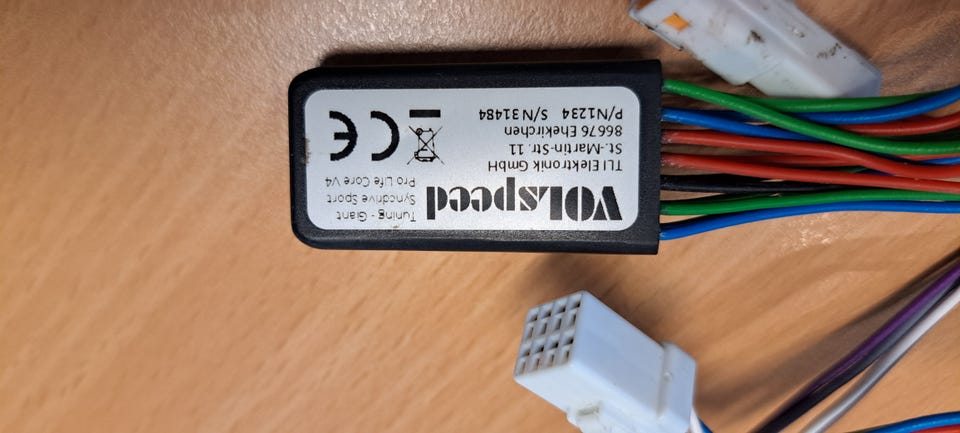 VOLspeed
Tuning - Giant
Syncdrive Sport
Pro Life Core V4
TLI Elektronik GmbH
St.-Martin-Str. 11
86676 Ehekirchen
P/N1234 S/N31484
CE